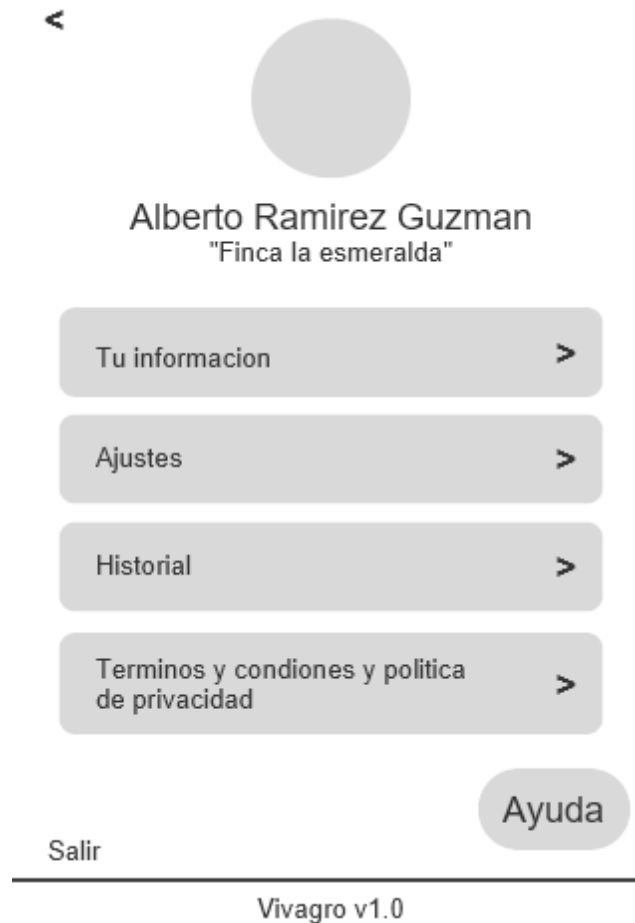 <
Alberto Ramirez Guzman
"Finca la esmeralda"
Tu informacion >
Ajustes >
Historial >
Terminos y condiones y politica
de privacidad >
Ayuda
Salir
Vivagro v1.0